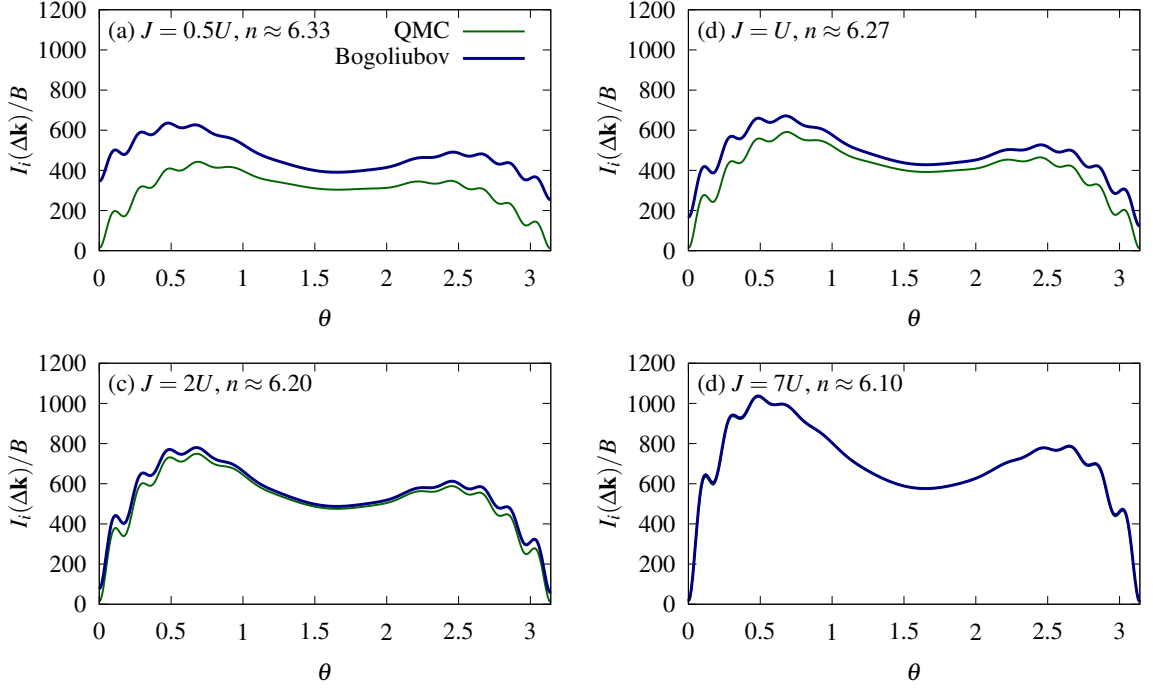 (a) J = 0.5U, n ≈ 6.33
QMC
Bogoliubov
I_i(Δk)/B
0 200 400 600 800 1000 1200
0 0.5 1 1.5 2 2.5 3
θ
(d) J = U, n ≈ 6.27
I_i(Δk)/B
0 200 400 600 800 1000 1200
0 0.5 1 1.5 2 2.5 3
θ
(c) J = 2U, n ≈ 6.20
I_i(Δk)/B
0 200 400 600 800 1000 1200
0 0.5 1 1.5 2 2.5 3
θ
(d) J = 7U, n ≈ 6.10
I_i(Δk)/B
0 200 400 600 800 1000 1200
0 0.5 1 1.5 2 2.5 3
θ